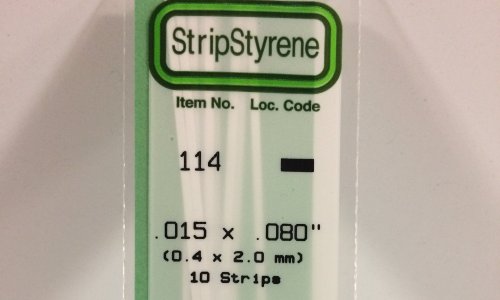 StripStyrene
Item No. Loc. Code
114
.015 x .080"
(0.4 x 2.0 mm)
10 Strips